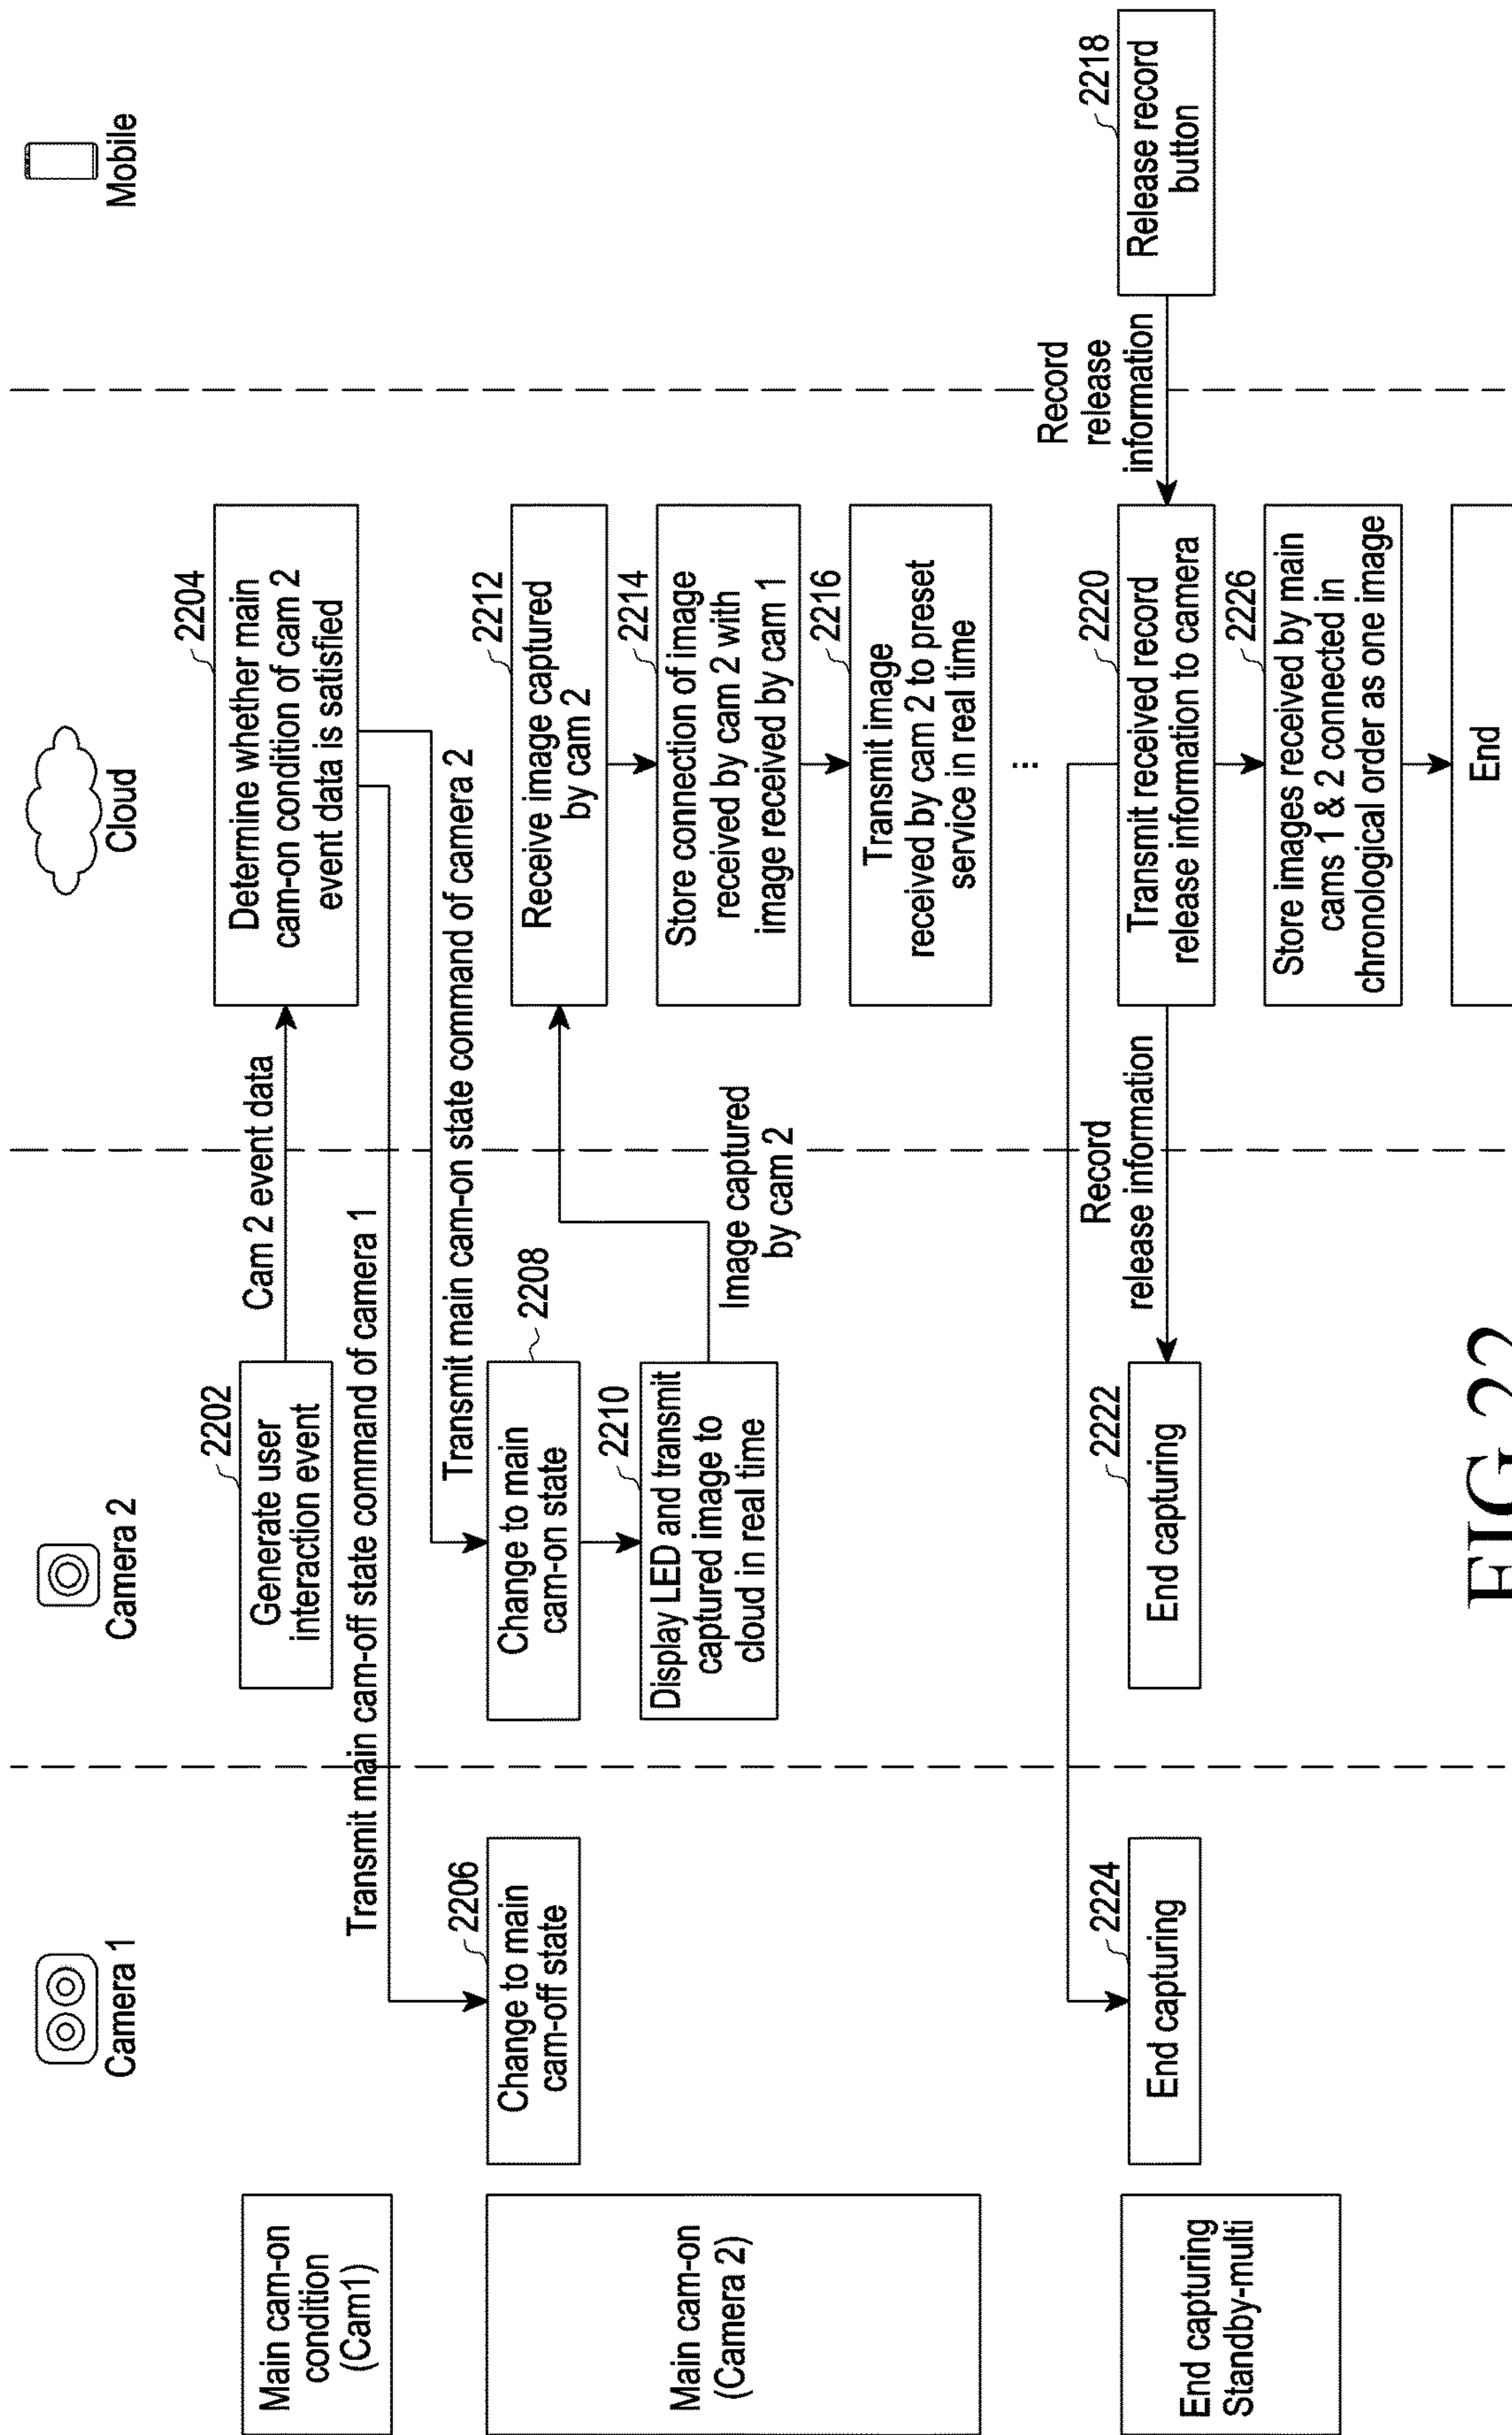 Camera 1
Camera 2
Cloud
Mobile
Main cam-on
condition
(Cam1)
2202
Generate user
interaction event
Cam 2 event data
2204
Determine whether main
cam-on condition of cam 2
event data is satisfied
Transmit main cam-off state command of camera 1
Transmit main cam-on state command of camera 2
Main cam-on
(Camera 2)
2206
Change to main
cam-off state
2208
Change to main
cam-on state
2210
Display LED and transmit
captured image to
cloud in real time
Image captured
by cam 2
2212
Receive image captured
by cam 2
2214
Store connection of image
received by cam 2 with
image received by cam 1
2216
Transmit image
received by cam 2 to preset
service in real time
...
2218
Release record
button
Record
release
information
2220
Transmit received record
release information to camera
Record
release information
End capturing
Standby-multi
2224
End capturing
2222
End capturing
2226
Store images received by main
cams 1 & 2 connected in
chronological order as one image
End
FIG.22